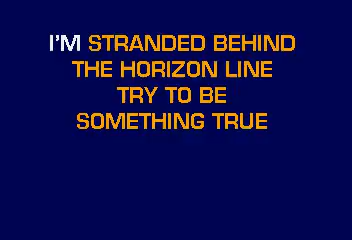 I'M STRANDED BEHIND
THE HORIZON LINE
TRY TO BE
SOMETHING TRUE